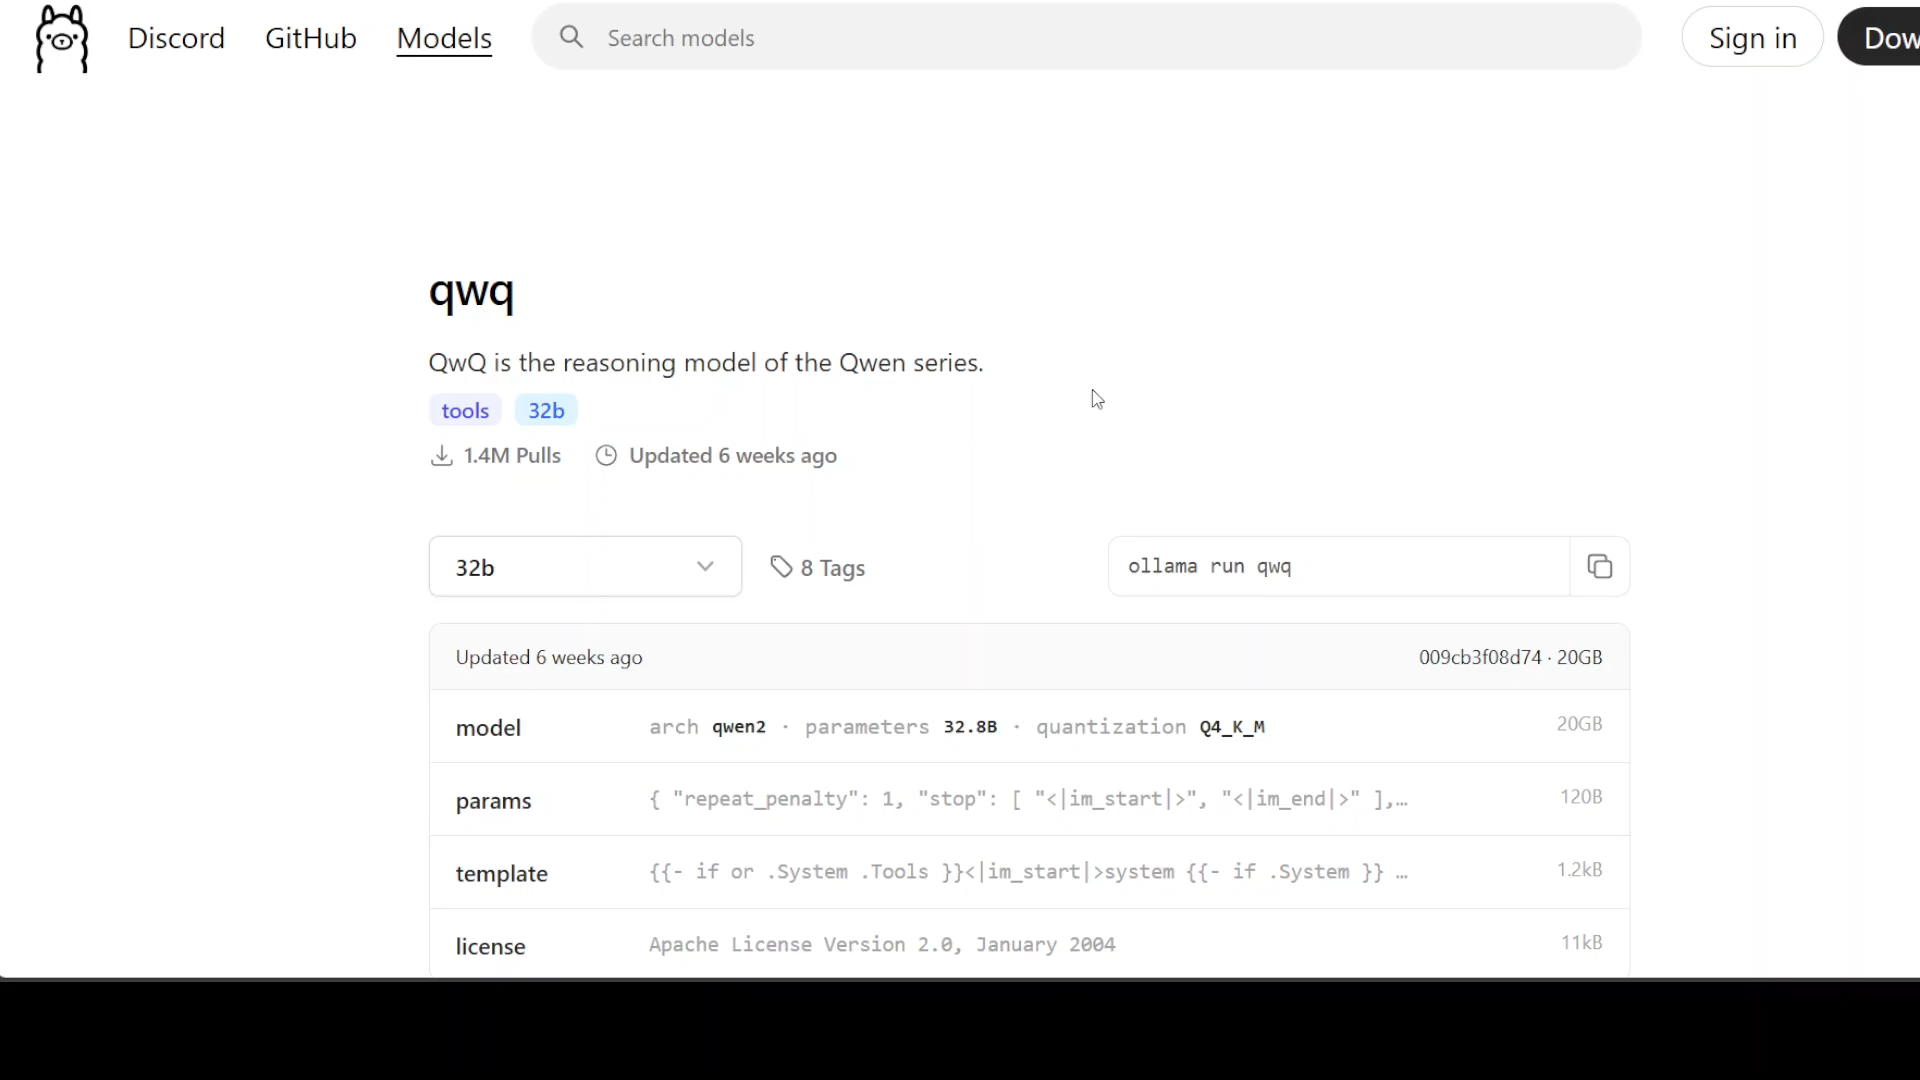 Discord GitHub Models Search models Sign in Dow
qwq
QwQ is the reasoning model of the Qwen series.
tools 32b
1.4M Pulls Updated 6 weeks ago
32b 8 Tags ollama run qwq
Updated 6 weeks ago 009cb3f08d74 · 20GB
model arch qwen2 · parameters 32.8B · quantization Q4_K_M 20GB
params { "repeat_penalty": 1, "stop": [ "<|im_start|>", "<|im_end|>" ],… 120B
template {{- if or .System .Tools }}<|im_start|>system {{- if .System }} … 1.2kB
license Apache License Version 2.0, January 2004 11kB